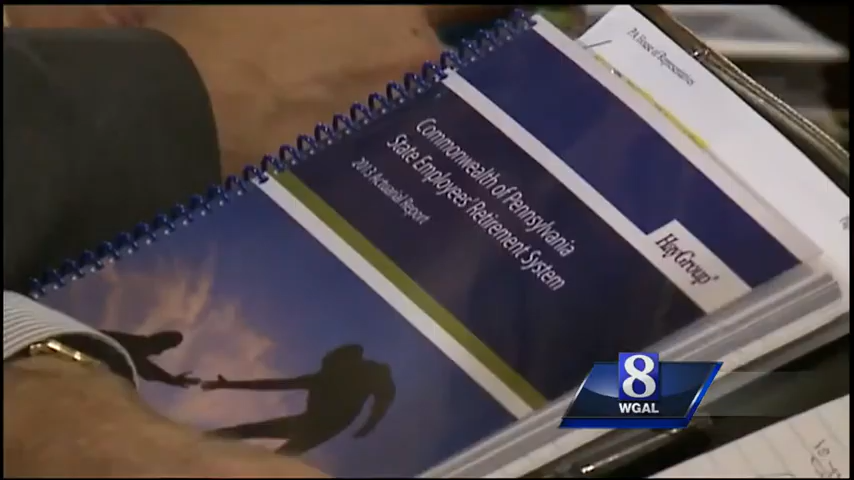 PA House of Representatives
Commonwealth of Pennsylvania
State Employees' Retirement System
2013 Actuarial Report
HayGroup®
8
WGAL